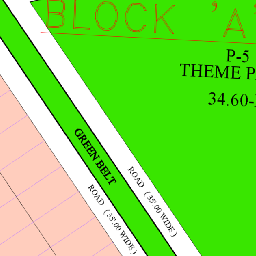 BLOCK 'A'
P-5
THEME P
34.60-
GREEN BELT
ROAD (35'00 WIDE)
ROAD (35'00 WIDE)